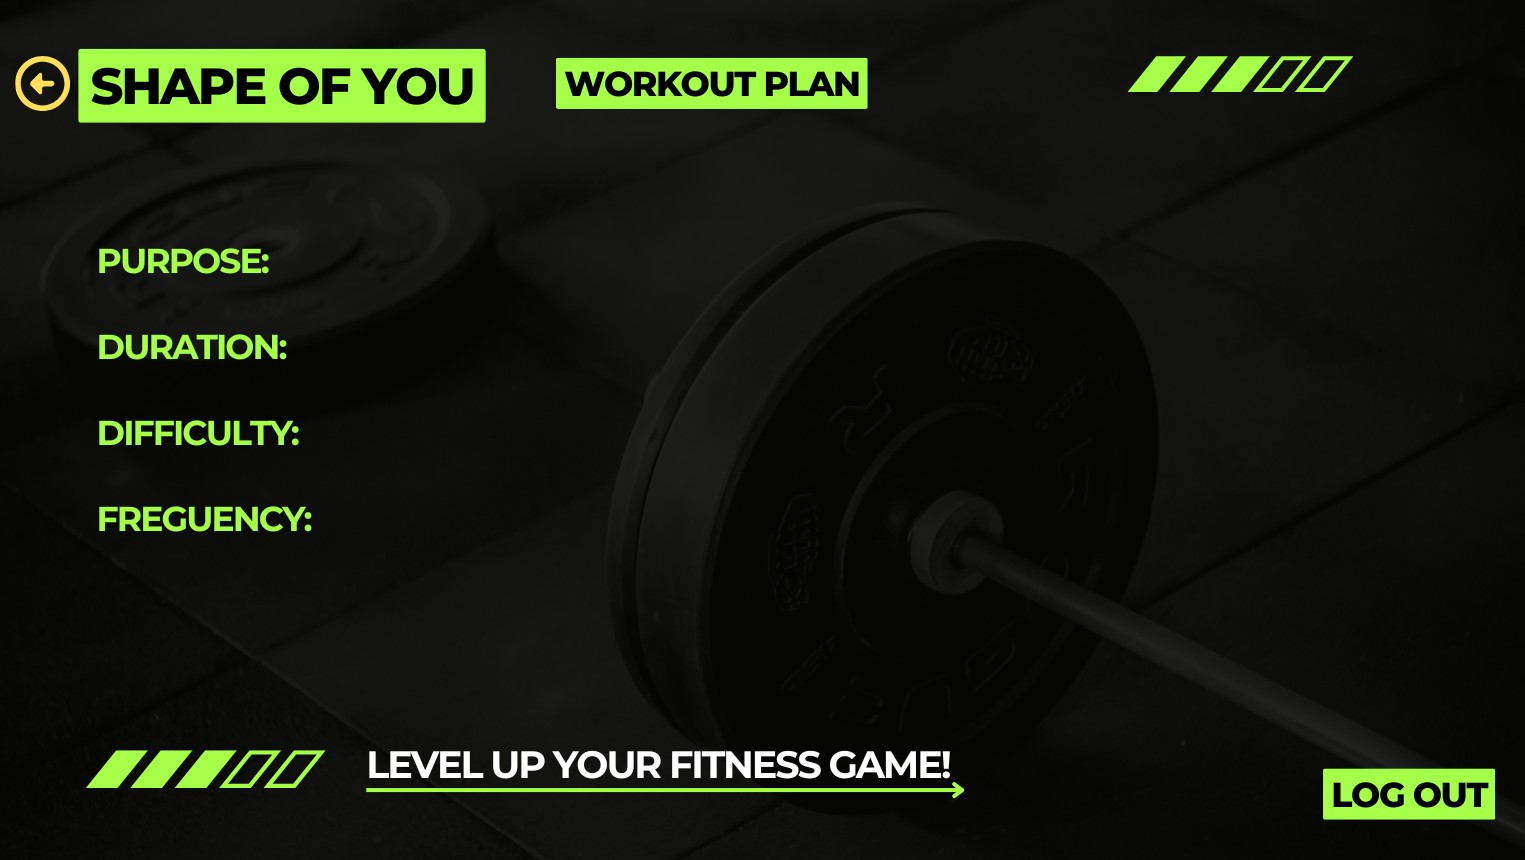 SHAPE OF YOU
WORKOUT PLAN
PURPOSE:
DURATION:
DIFFICULTY:
FREGUENCY:
LEVEL UP YOUR FITNESS GAME!
LOG OUT